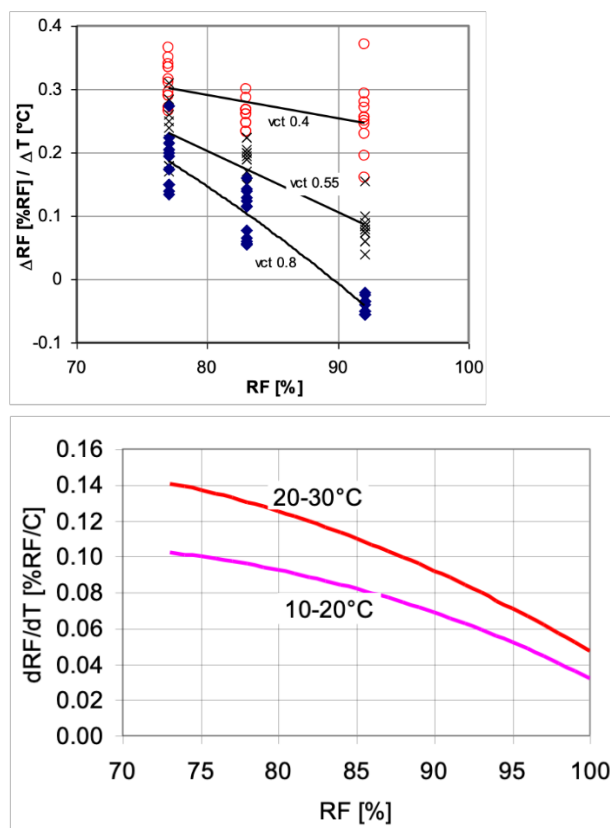 0.4
0.3
0.2
0.1
0
-0.1
ΔRF [%RF] / ΔT [°C]
vct 0.4
vct 0.55
vct 0.8
70 80 90 100
RF [%]
0.16
0.14
0.12
0.10
0.08
0.06
0.04
0.02
0.00
dRF/dT [%RF/C]
20-30°C
10-20°C
70 75 80 85 90 95 100
RF [%]